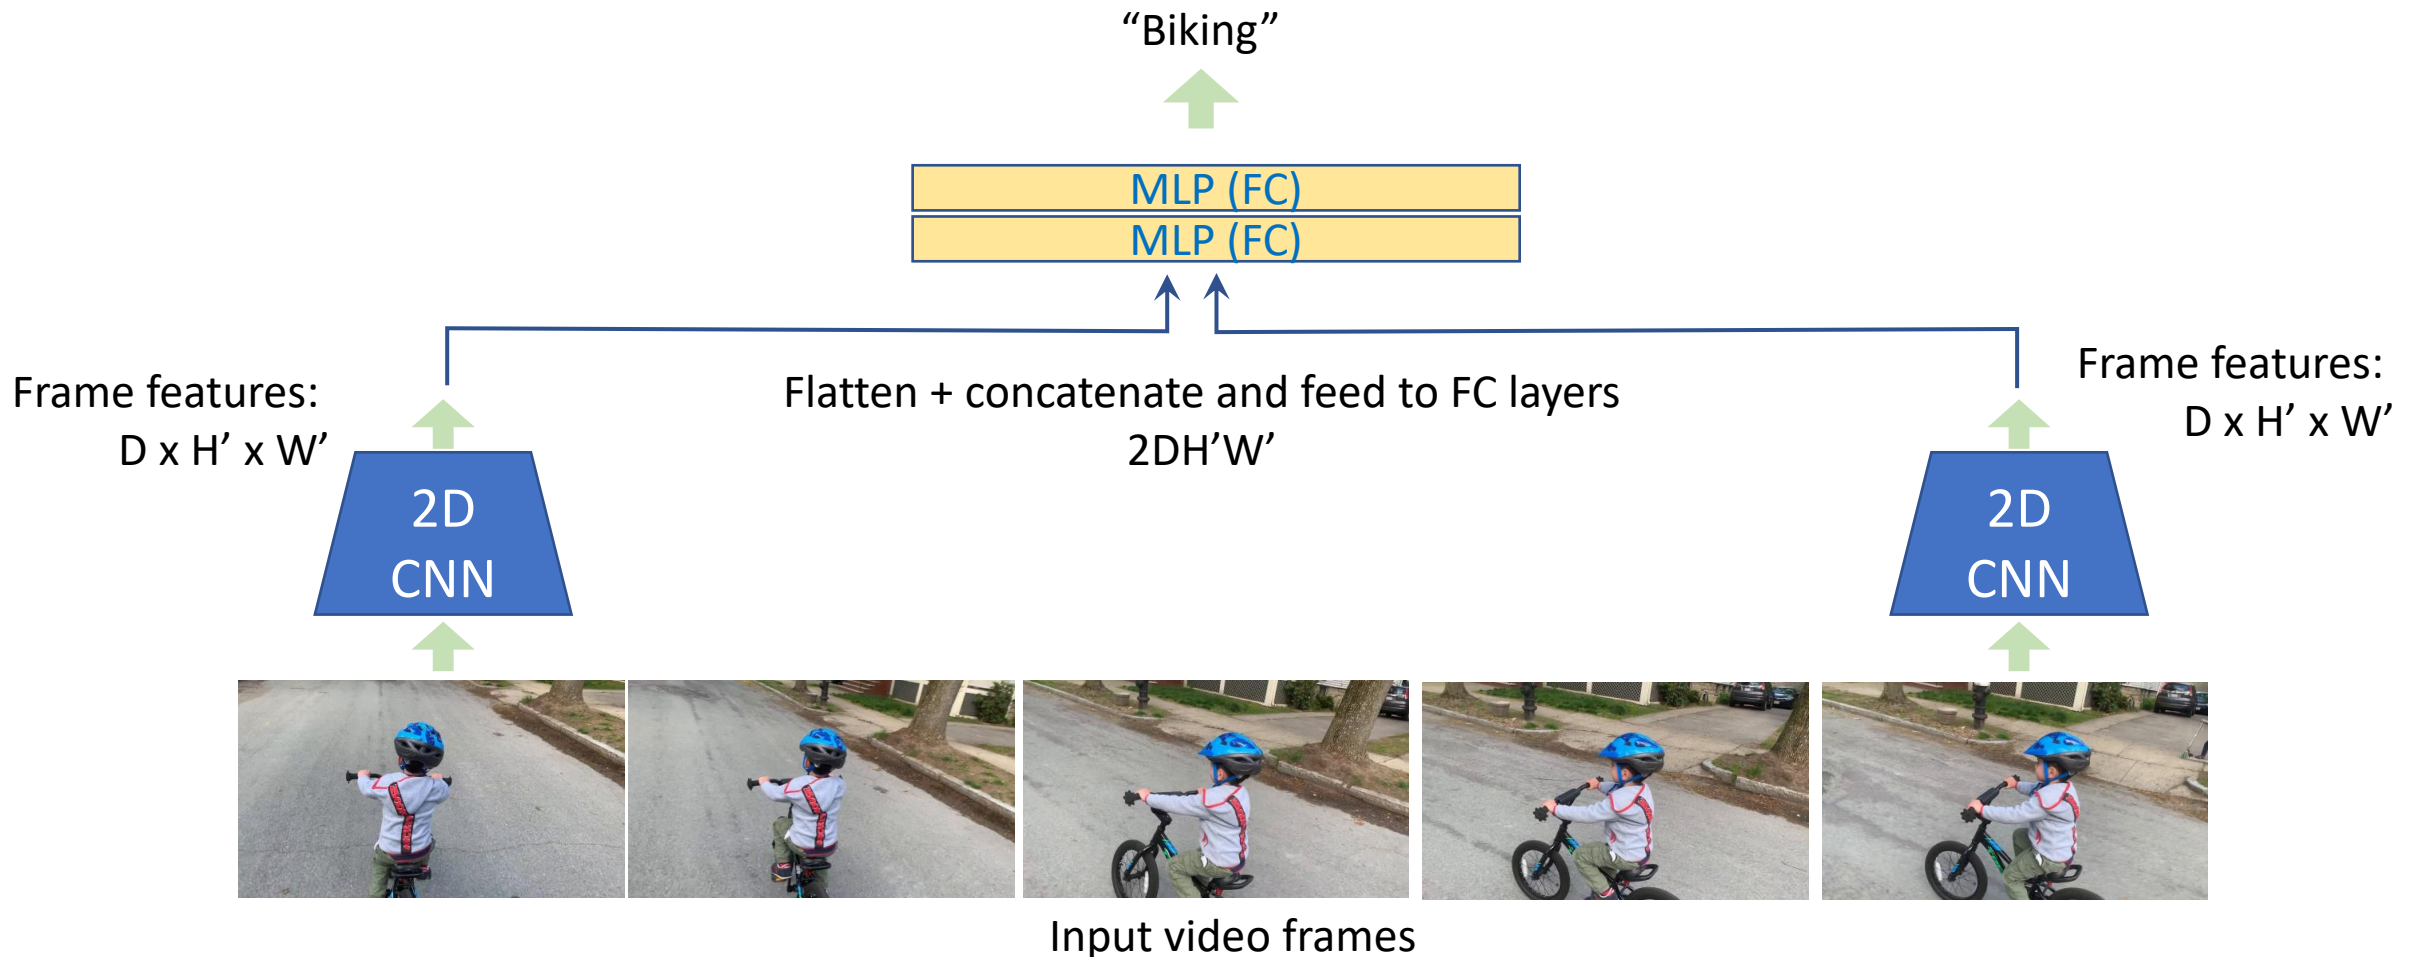 “Biking”
MLP (FC)
MLP (FC)
Frame features:
D x H’ x W’
Flatten + concatenate and feed to FC layers
2DH’W’
Frame features:
D x H’ x W’
2D
CNN
2D
CNN
Input video frames